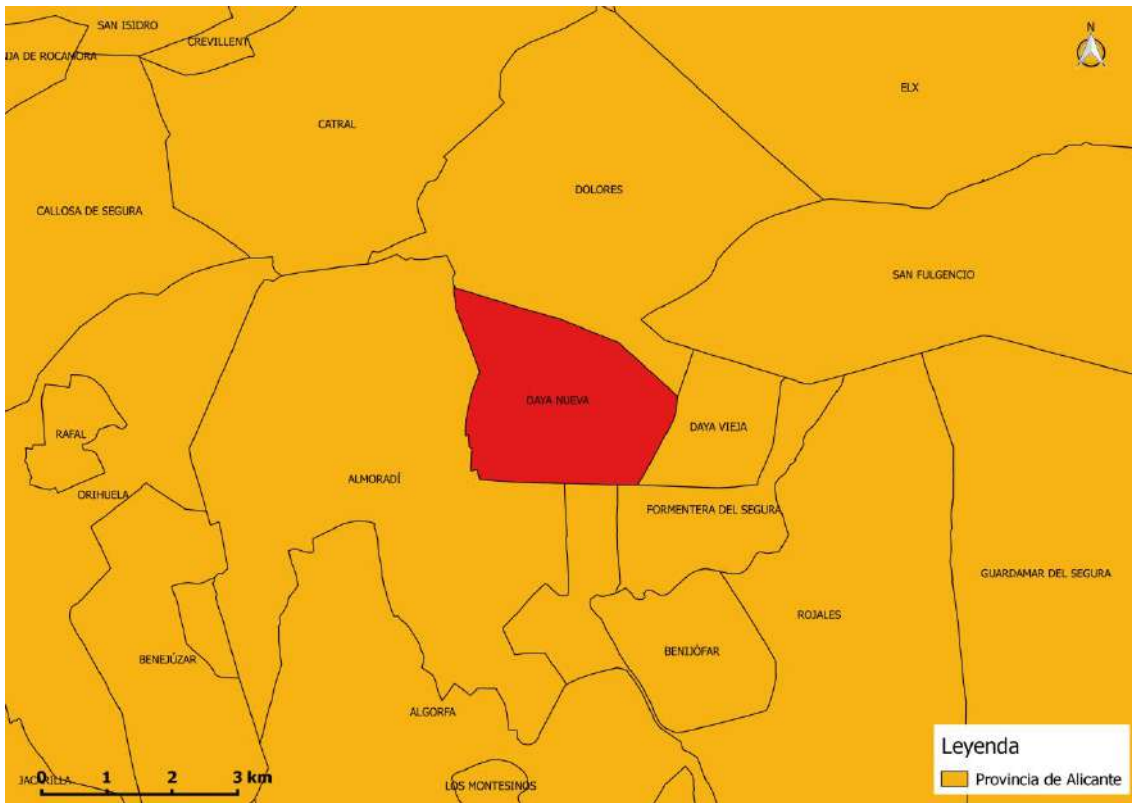 SAN ISIDRO
CREVILLENT
N
NJA DE ROCAMORA
ELX
CATRAL
DOLORES
CALLOSA DE SEGURA
SAN FULGENCIO
DAYA NUEVA
DAYA VIEJA
RAFAL
ALMORADÍ
ORIHUELA
FORMENTERA DEL SEGURA
GUARDAMAR DEL SEGURA
ROJALES
BENIJÓFAR
BENEJÚZAR
ALGORFA
Leyenda
Provincia de Alicante
JACARILLA
0 1 2 3 km
LOS MONTESINOS